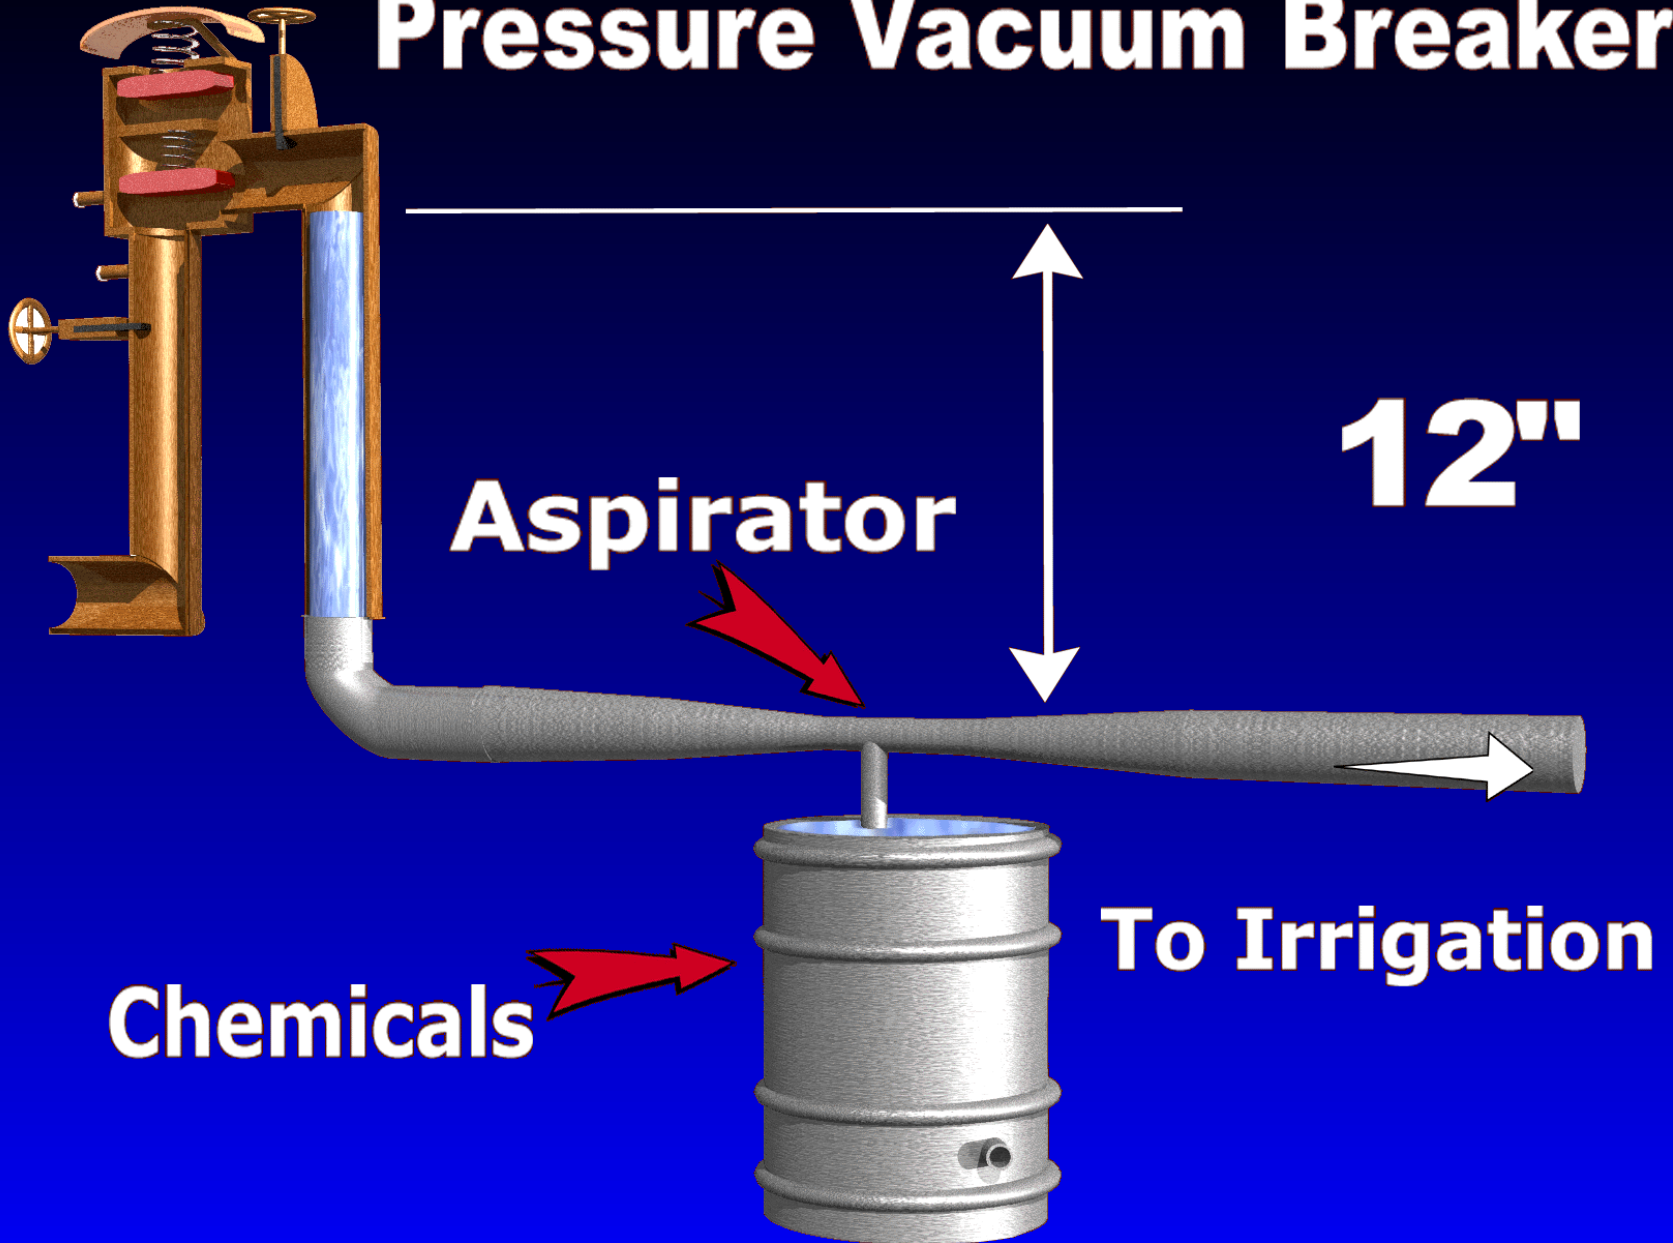 Pressure Vacuum Breaker
12"
Aspirator
To Irrigation
Chemicals